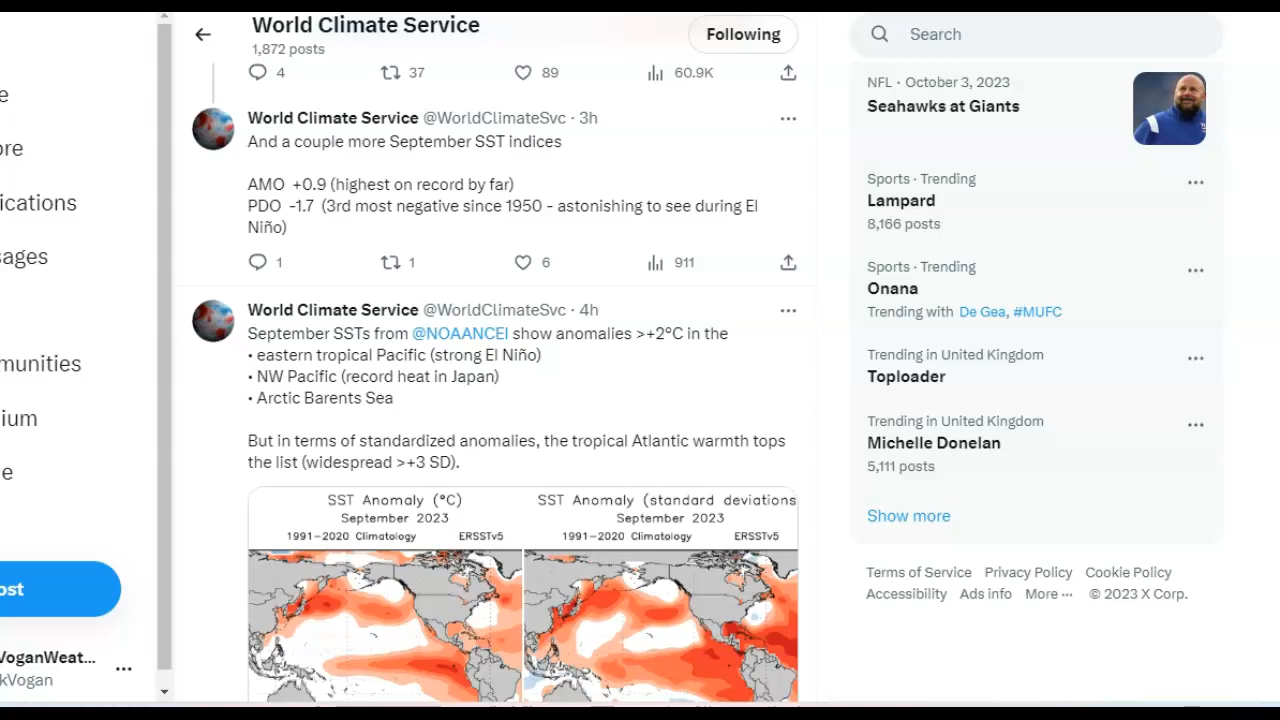 World Climate Service
1,872 posts
Following
4 37 89 60.9K
World Climate Service @WorldClimateSvc · 3h
And a couple more September SST indices
AMO +0.9 (highest on record by far)
PDO -1.7 (3rd most negative since 1950 - astonishing to see during El
Niño)
1 1 6 911
World Climate Service @WorldClimateSvc · 4h
September SSTs from @NOAANCEI show anomalies >+2°C in the
• eastern tropical Pacific (strong El Niño)
• NW Pacific (record heat in Japan)
• Arctic Barents Sea
But in terms of standardized anomalies, the tropical Atlantic warmth tops
the list (widespread >+3 SD).
SST Anomaly (°C)
September 2023
1991-2020 Climatology ERSSTv5
SST Anomaly (standard deviations
September 2023
1991-2020 Climatology ERSSTv5
e
ore
ications
sages
munities
ium
e
ost
VoganWeat...
kVogan
Search
NFL · October 3, 2023
Seahawks at Giants
Sports · Trending
Lampard
8,166 posts
Sports · Trending
Onana
Trending with De Gea, #MUFC
Trending in United Kingdom
Toploader
Trending in United Kingdom
Michelle Donelan
5,111 posts
Show more
Terms of Service Privacy Policy Cookie Policy
Accessibility Ads info More ··· © 2023 X Corp.